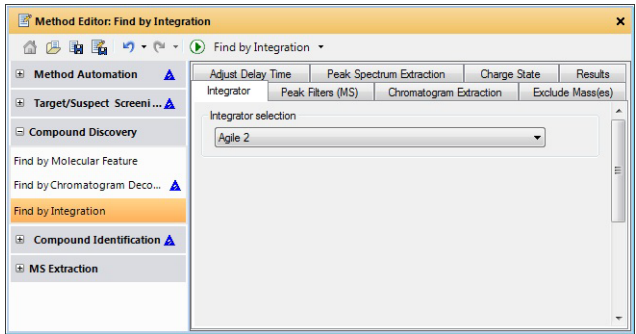 Method Editor: Find by Integration
Find by Integration
Method Automation
Target/Suspect Screeni...
Compound Discovery
Find by Molecular Feature
Find by Chromatogram Deco...
Find by Integration
Compound Identification
MS Extraction
Adjust Delay Time Peak Spectrum Extraction Charge State Results
Integrator Peak Filters (MS) Chromatogram Extraction Exclude Mass(es)
Integrator selection
Agile 2